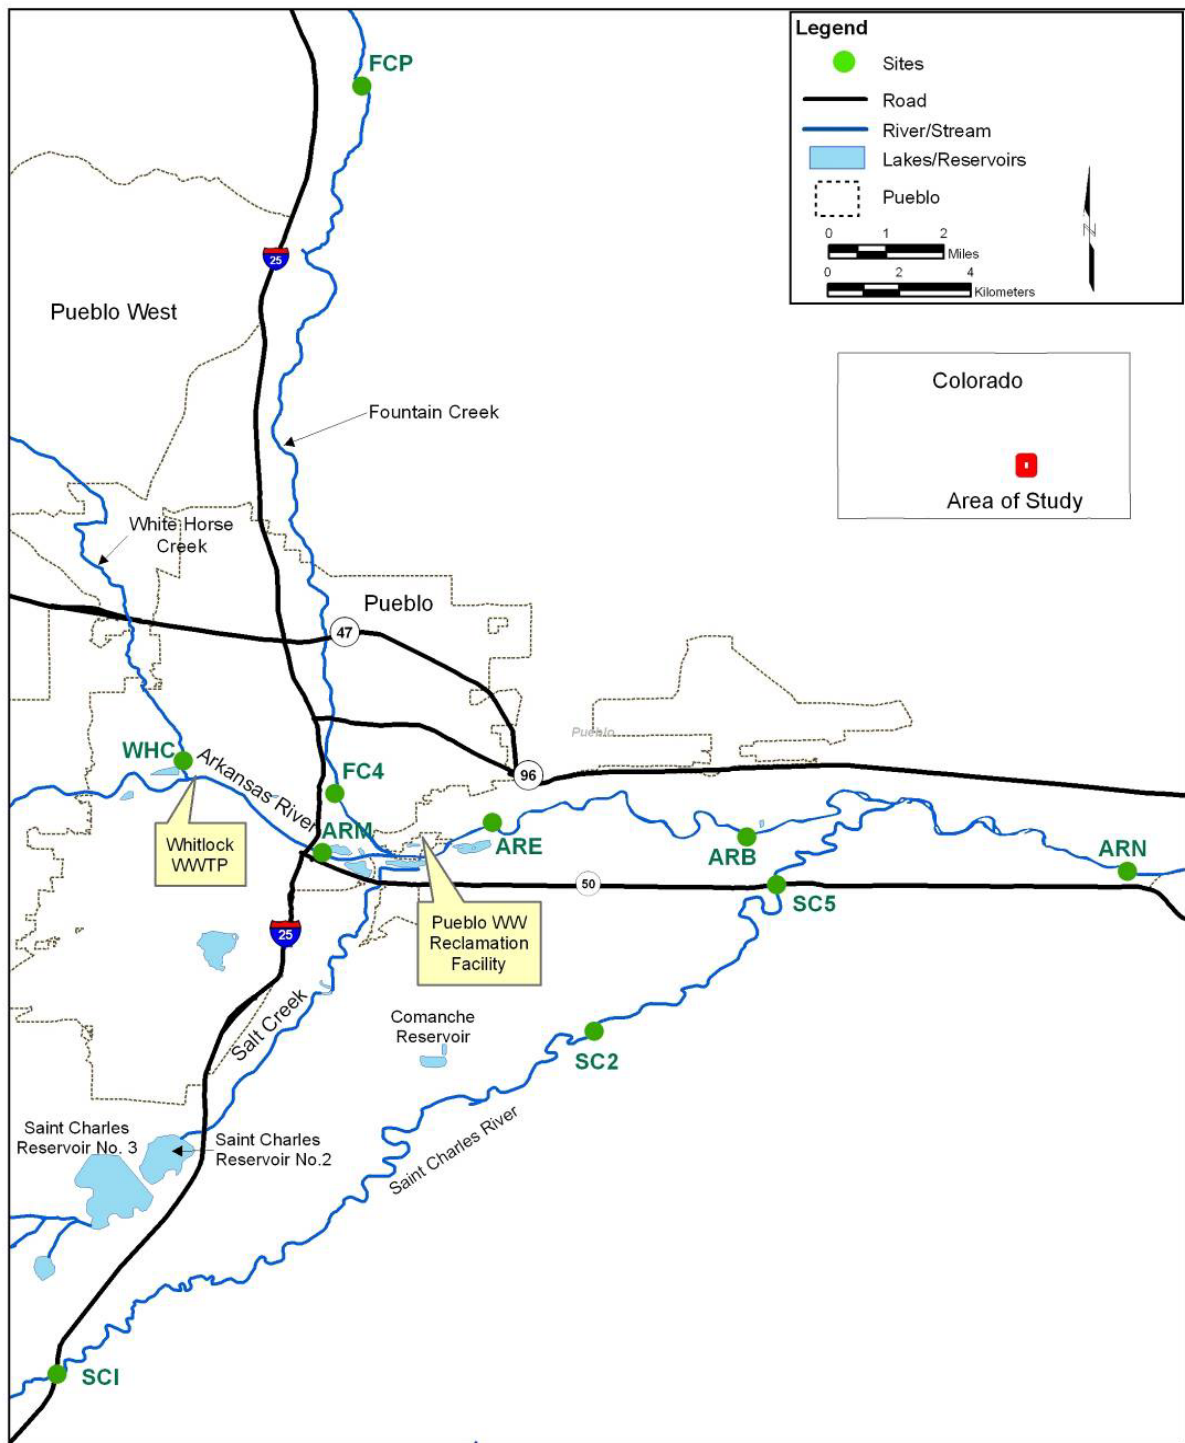 FCP
Legend
Sites
Road
River/Stream
Lakes/Reservoirs
Pueblo
0 1 2
Miles
0 2 4
Kilometers
N
25
Pueblo West
Colorado
Area of Study
Fountain Creek
White Horse
Creek
Pueblo
47
Pueblo
WHC
Arkansas River
FC4
96
Whitlock
WWTP
ARM
ARE
ARB
ARN
50
SC5
25
Pueblo WW
Reclamation
Facility
Salt Creek
Comanche
Reservoir
SC2
Saint Charles
Reservoir No. 3
Saint Charles
Reservoir No.2
Saint Charles River
SCI